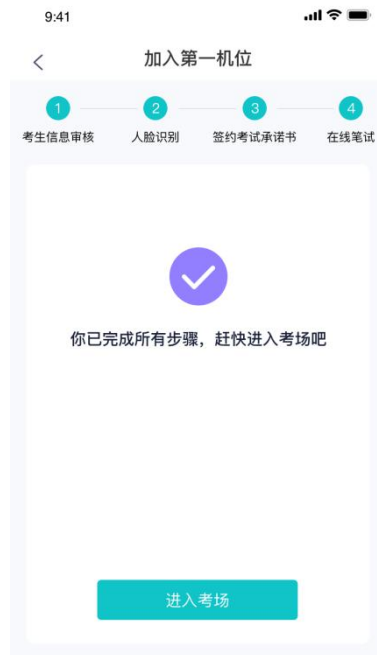 9:41
加入第一机位
1 2 3 4
考生信息审核 人脸识别 签约考试承诺书 在线笔试
你已完成所有步骤，赶快进入考场吧
进入考场